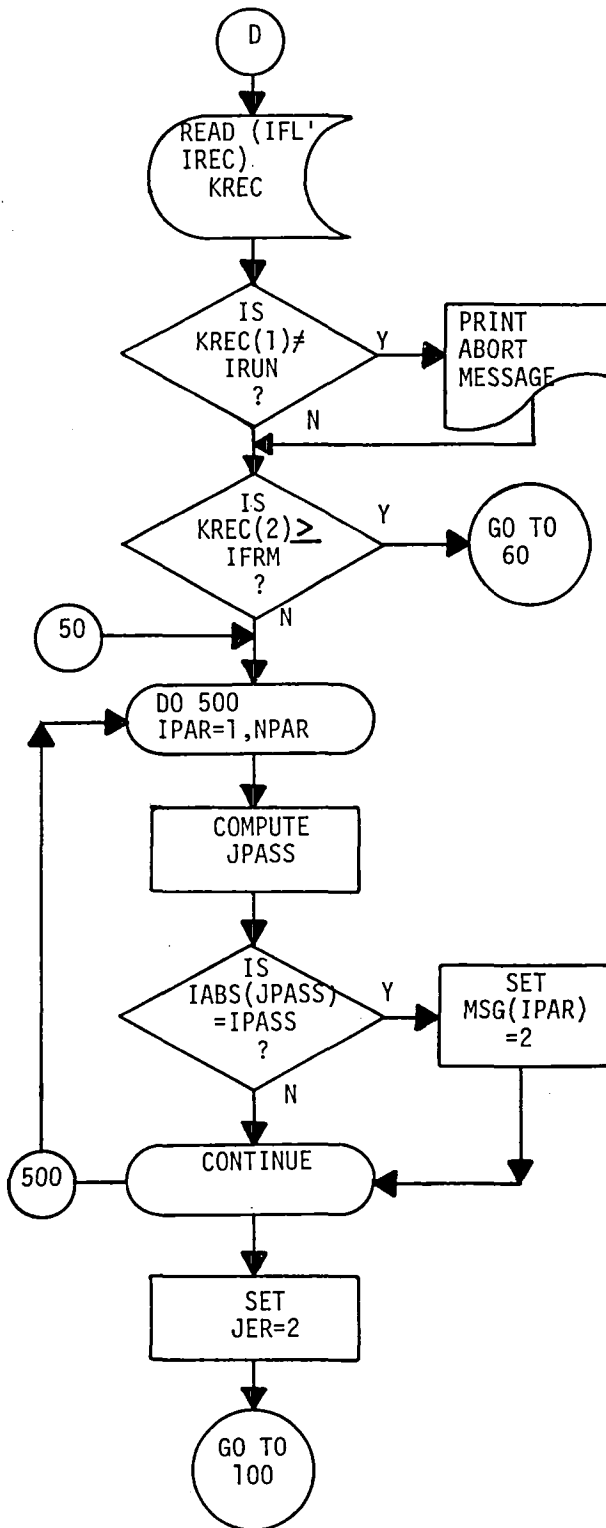 D
READ (IFL'
IREC)
KREC
IS
KREC(1)≠
IRUN
?
Y
PRINT
ABORT
MESSAGE
N
IS
KREC(2)≥
IFRM
?
Y
GO TO
60
N
50
DO 500
IPAR=1,NPAR
COMPUTE
JPASS
IS
IABS(JPASS)
=IPASS
?
Y
SET
MSG(IPAR)
=2
N
500
CONTINUE
SET
JER=2
GO TO
100